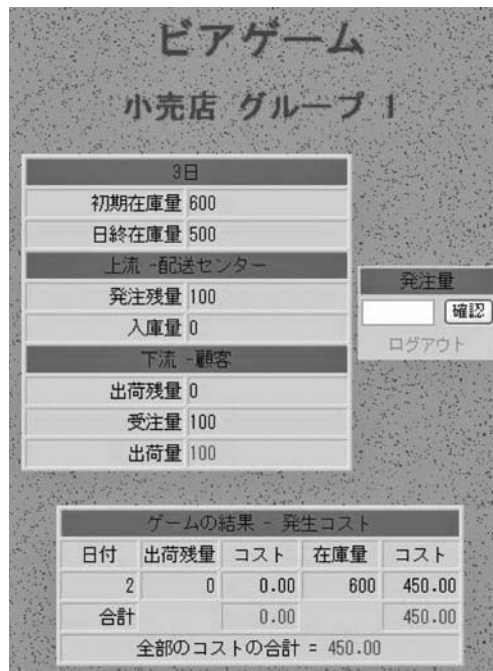 ビアゲーム
小売店 グループ 1
3日
初期在庫量 600
日終在庫量 500
上流 -配送センター
発注残量 100
入庫量 0
下流 -顧客
出荷残量 0
受注量 100
出荷量 100
発注量
確認
ログアウト
ゲームの結果 - 発生コスト
日付 出荷残量 コスト 在庫量 コスト
2 0 0.00 600 450.00
合計 0.00 450.00
全部のコストの合計 = 450.00